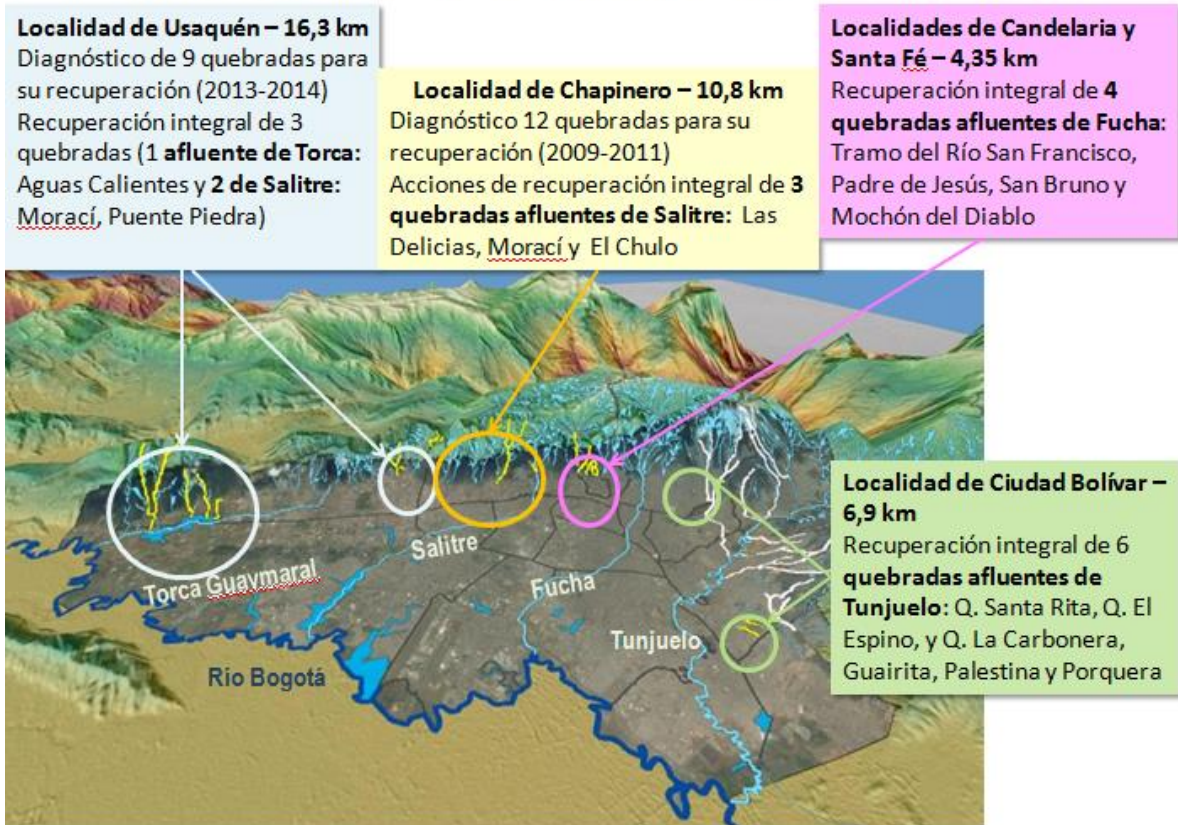 Localidad de Usaquén – 16,3 km
Diagnóstico de 9 quebradas para
su recuperación (2013-2014)
Recuperación integral de 3
quebradas (1 afluente de Torca:
Aguas Calientes y 2 de Salitre:
Morací, Puente Piedra)
Localidad de Chapinero – 10,8 km
Diagnóstico 12 quebradas para su
recuperación (2009-2011)
Acciones de recuperación integral de 3
quebradas afluentes de Salitre: Las
Delicias, Morací y El Chulo
Localidades de Candelaria y
Santa Fé – 4,35 km
Recuperación integral de 4
quebradas afluentes de Fucha:
Tramo del Río San Francisco,
Padre de Jesús, San Bruno y
Mochón del Diablo
Localidad de Ciudad Bolívar –
6,9 km
Recuperación integral de 6
quebradas afluentes de
Tunjuelo: Q. Santa Rita, Q. El
Espino, y Q. La Carbonera,
Guairita, Palestina y Porquera
Torca Guaymaral
Salitre
Fucha
Tunjuelo
Río Bogotá